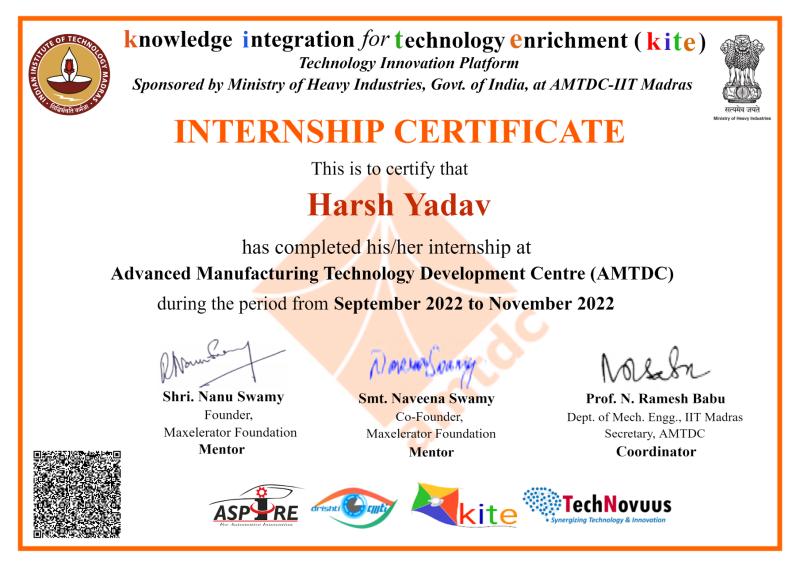 knowledge integration for technology enrichment ( kite )
Technology Innovation Platform
Sponsored by Ministry of Heavy Industries, Govt. of India, at AMTDC-IIT Madras
INDIAN INSTITUTE OF TECHNOLOGY MADRAS
सत्यमेव जयते
Ministry of Heavy Industries
INTERNSHIP CERTIFICATE
This is to certify that
Harsh Yadav
has completed his/her internship at
Advanced Manufacturing Technology Development Centre (AMTDC)
during the period from September 2022 to November 2022
amtdc
Shri. Nanu Swamy
Founder,
Maxelerator Foundation
Mentor
Smt. Naveena Swamy
Co-Founder,
Maxelerator Foundation
Mentor
Prof. N. Ramesh Babu
Dept. of Mech. Engg., IIT Madras
Secretary, AMTDC
Coordinator
ASPIRE
For Automotive Innovation
drishti cmti
kite
TechNovuus
Synergizing Technology & Innovation